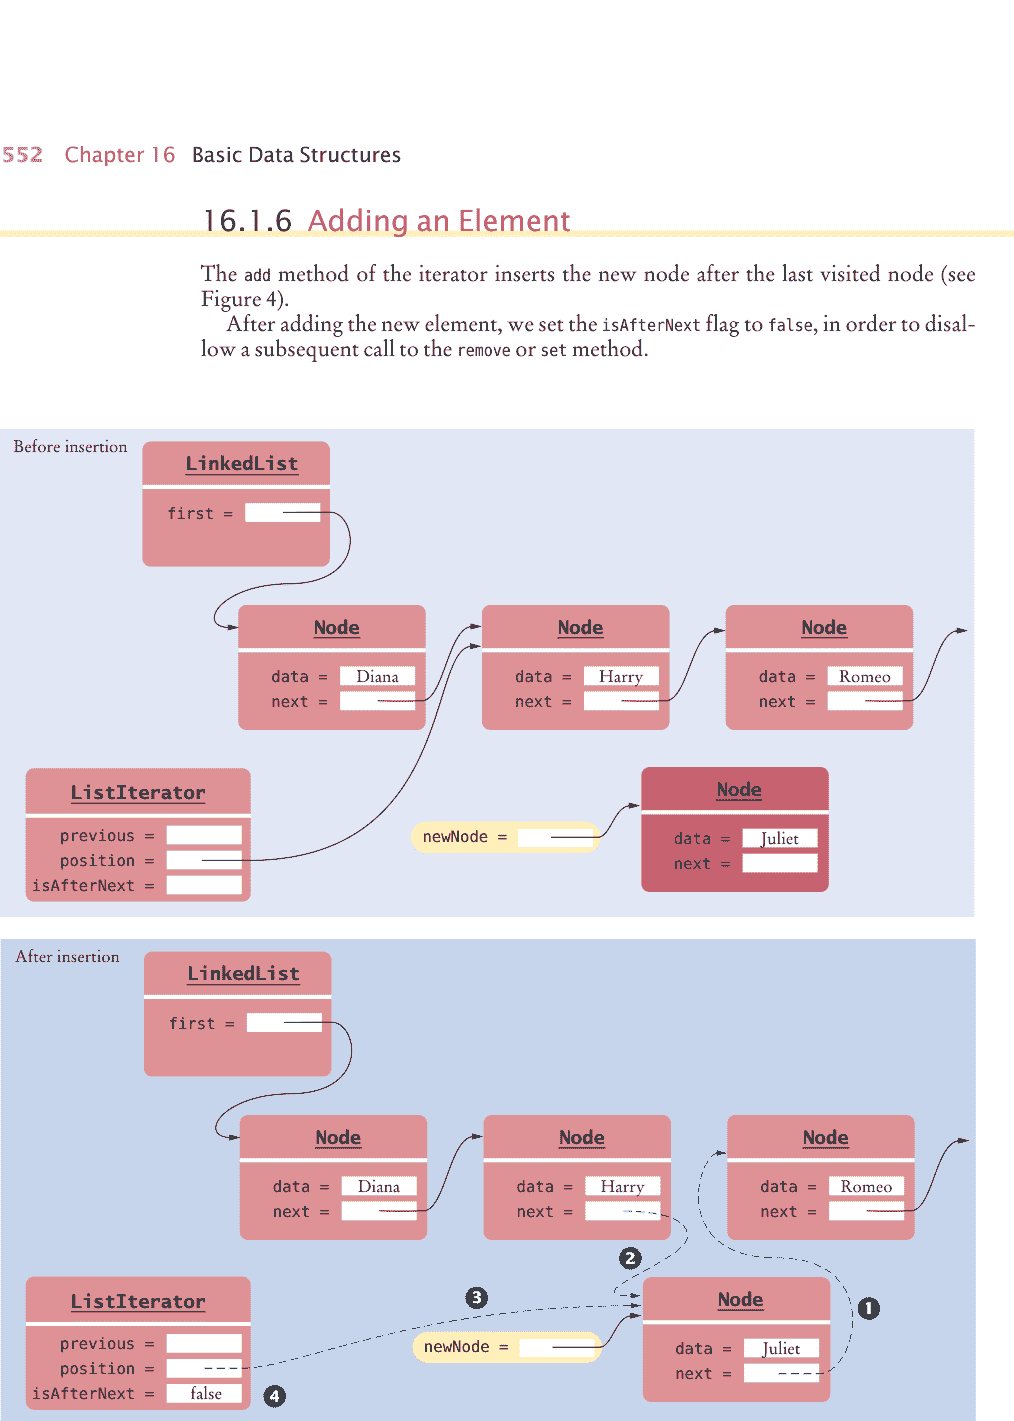 552 Chapter 16 Basic Data Structures
16.1.6 Adding an Element
The add method of the iterator inserts the new node after the last visited node (see
Figure 4).
After adding the new element, we set the isAfterNext flag to false, in order to disal-
low a subsequent call to the remove or set method.
Before insertion
LinkedList
first =
Node
Node
Node
data = Diana
data = Harry
data = Romeo
next =
next =
next =
ListIterator
previous =
position =
isAfterNext =
newNode =
Node
data = Juliet
next =
After insertion
LinkedList
first =
Node
Node
Node
data = Diana
data = Harry
data = Romeo
next =
next =
next =
2
3
1
ListIterator
previous =
position =
isAfterNext = false
4
newNode =
Node
data = Juliet
next =